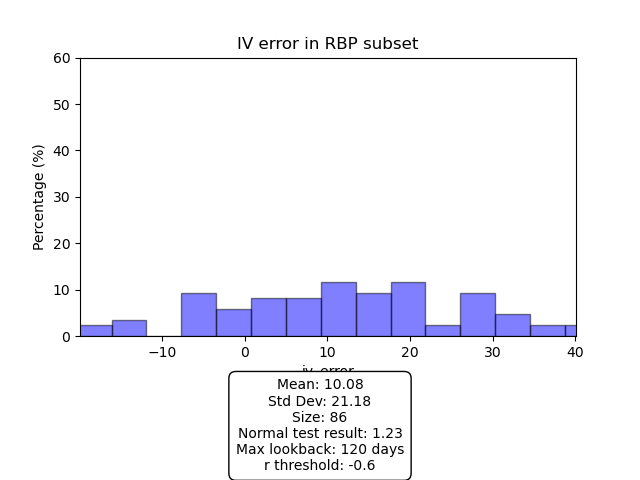 IV error in RBP subset
Percentage (%)
60
50
40
30
20
10
0
−10
0
10
20
30
40
iv_error
Mean: 10.08
Std Dev: 21.18
Size: 86
Normal test result: 1.23
Max lookback: 120 days
r threshold: -0.6